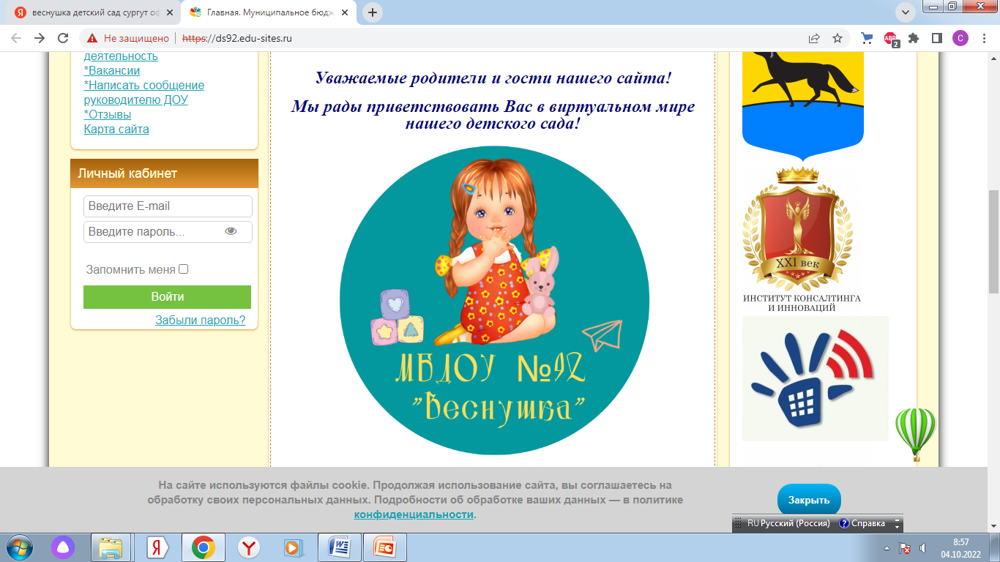 веснушка детский сад сургут оф
Главная. Муниципальное бюдж
Не защищено
https://ds92.edu-sites.ru
ABP
2
C
деятельность
*Вакансии
*Написать сообщение
руководителю ДОУ
*Отзывы
Карта сайта
Личный кабинет
Введите E-mail
Введите пароль...
Запомнить меня
Войти
Забыли пароль?
Уважаемые родители и гости нашего сайта!
Мы рады приветствовать Вас в виртуальном мире
нашего детского сада!
МБДОУ №92
"Веснушка"
XXI век
ИНСТИТУТ КОНСАЛТИНГА
И ИННОВАЦИЙ
На сайте используются файлы cookie. Продолжая использование сайта, вы соглашаетесь на
обработку своих персональных данных. Подробности об обработке ваших данных — в политике
конфиденциальности.
Закрыть
RU Русский (Россия) ? Справка
8:57
04.10.2022